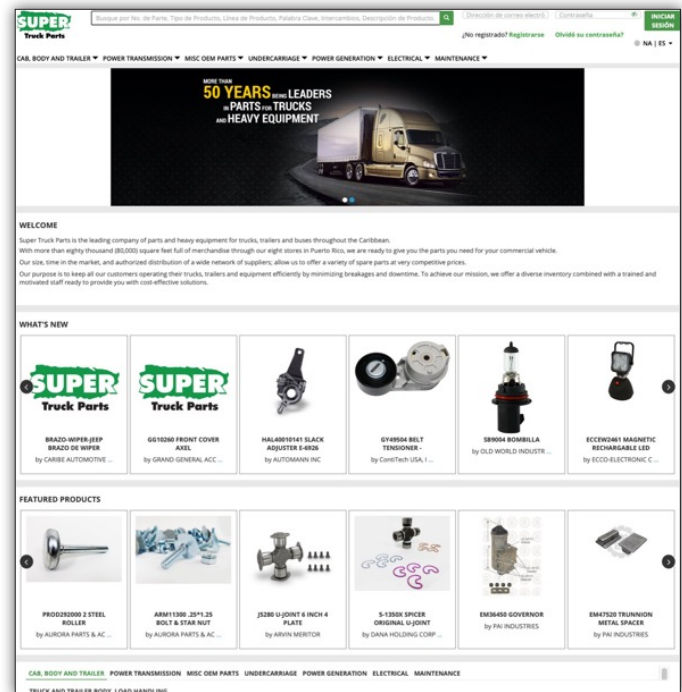 SUPER
Truck Parts
Busque por No. de Parte, Tipo de Producto, Línea de Producto, Palabra Clave, Intercambios, Descripción de Producto.
Dirección de correo electró
Contraseña
INICIAR
SESIÓN
¿No registrado? Registrarse
Olvidó su contraseña?
NA | ES
CAB, BODY AND TRAILER POWER TRANSMISSION MISC OEM PARTS UNDERCARRIAGE POWER GENERATION ELECTRICAL MAINTENANCE
MORE THAN
50 YEARS BEING LEADERS
IN PARTS FOR TRUCKS
AND HEAVY EQUIPMENT
WELCOME
Super Truck Parts is the leading company of parts and heavy equipment for trucks, trailers and buses throughout the Caribbean.
With more than eighty thousand (80,000) square feet full of merchandise through our eight stores in Puerto Rico, we are ready to give you the parts you need for your commercial vehicle.
Our size, time in the market, and authorized distribution of a wide network of suppliers; allow us to offer a variety of spare parts at very competitive prices.
Our purpose is to keep all our customers operating their trucks, trailers and equipment efficiently by minimizing breakages and downtime. To achieve our mission, we offer a diverse inventory combined with a trained and
motivated staff ready to provide you with cost-effective solutions.
WHAT'S NEW
SUPER
Truck Parts
BRAZO-WIPER-JEEP
BRAZO DE WIPER
by CARIBE AUTOMOTIVE ...
SUPER
Truck Parts
GG10260 FRONT COVER
AXEL
by GRAND GENERAL ACC ...
HAL40010141 SLACK
ADJUSTER E-6926
by AUTOMANN INC
GY49504 BELT
TENSIONER -
by ContiTech USA, I ...
SB9004 BOMBILLA
by OLD WORLD INDUSTR ...
ECCEW2461 MAGNETIC
RECHARGABLE LED
by ECCO-ELECTRONIC C ...
FEATURED PRODUCTS
PROD292000 2 STEEL
ROLLER
by AURORA PARTS & AC ...
ARM11300 .25*1.25
BOLT & STAR NUT
by AURORA PARTS & AC ...
J5280 U-JOINT 6 INCH 4
PLATE
by ARVIN MERITOR
5-1350X SPICER
ORIGINAL U-JOINT
by DANA HOLDING CORP ...
EM36450 GOVERNOR
by PAI INDUSTRIES
EM47520 TRUNNION
METAL SPACER
by PAI INDUSTRIES
CAB, BODY AND TRAILER POWER TRANSMISSION MISC OEM PARTS UNDERCARRIAGE POWER GENERATION ELECTRICAL MAINTENANCE
TRUCK AND TRAILER BODY, LOAD HANDLING